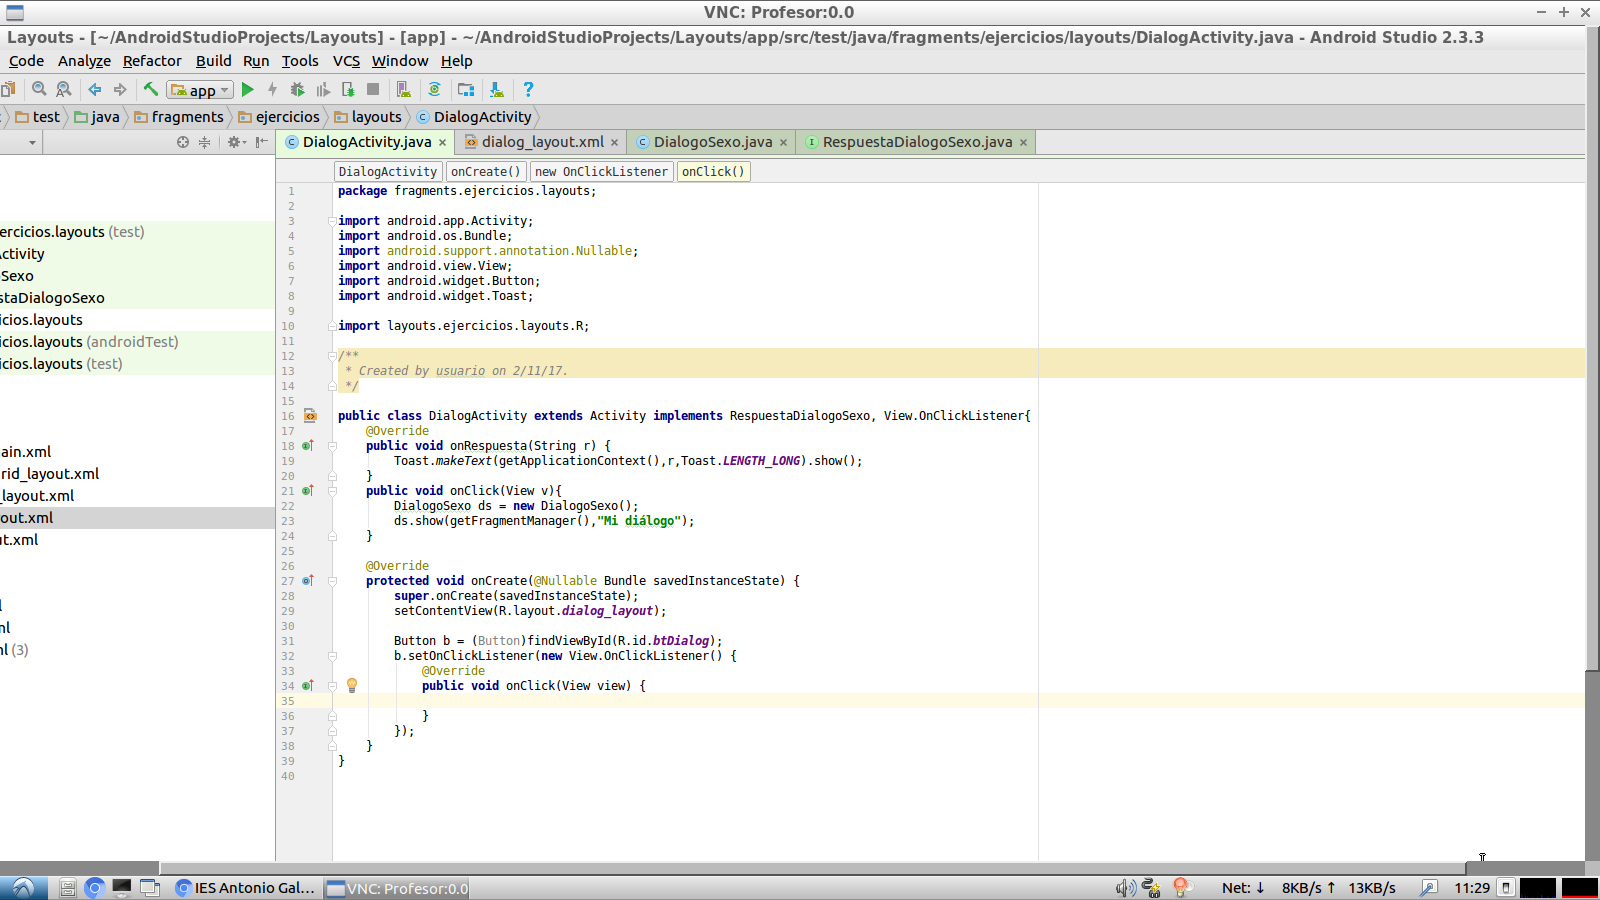 VNC: Profesor:0.0
Layouts - [~/AndroidStudioProjects/Layouts] - [app] - ~/AndroidStudioProjects/Layouts/app/src/test/java/fragments/ejercicios/layouts/DialogActivity.java - Android Studio 2.3.3
Code Analyze Refactor Build Run Tools VCS Window Help
app
test java fragments ejercicios layouts DialogActivity
DialogActivity.java dialog_layout.xml DialogoSexo.java RespuestaDialogoSexo.java
DialogActivity onCreate() new OnClickListener onClick()
ercicios.layouts (test)
Activity
Sexo
staDialogoSexo
icios.layouts
icios.layouts (androidTest)
icios.layouts (test)
ain.xml
rid_layout.xml
_layout.xml
out.xml
ut.xml
l
ml
nl (3)
1 package fragments.ejercicios.layouts;
2
3 import android.app.Activity;
4 import android.os.Bundle;
5 import android.support.annotation.Nullable;
6 import android.view.View;
7 import android.widget.Button;
8 import android.widget.Toast;
9
10 import layouts.ejercicios.layouts.R;
11
12 /**
13 * Created by usuario on 2/11/17.
14 */
15
16 public class DialogActivity extends Activity implements RespuestaDialogoSexo, View.OnClickListener{
17 @Override
18 public void onRespuesta(String r) {
19 Toast.makeText(getApplicationContext(),r,Toast.LENGTH_LONG).show();
20 }
21 public void onClick(View v){
22 DialogoSexo ds = new DialogoSexo();
23 ds.show(getFragmentManager(),"Mi diálogo");
24 }
25
26 @Override
27 protected void onCreate(@Nullable Bundle savedInstanceState) {
28 super.onCreate(savedInstanceState);
29 setContentView(R.layout.dialog_layout);
30
31 Button b = (Button)findViewById(R.id.btDialog);
32 b.setOnClickListener(new View.OnClickListener() {
33 @Override
34 public void onClick(View view) {
35
36 }
37 });
38 }
39 }
40
IES Antonio Gal... VNC: Profesor:0.0 Net: ↓ 8KB/s ↑ 13KB/s 11:29